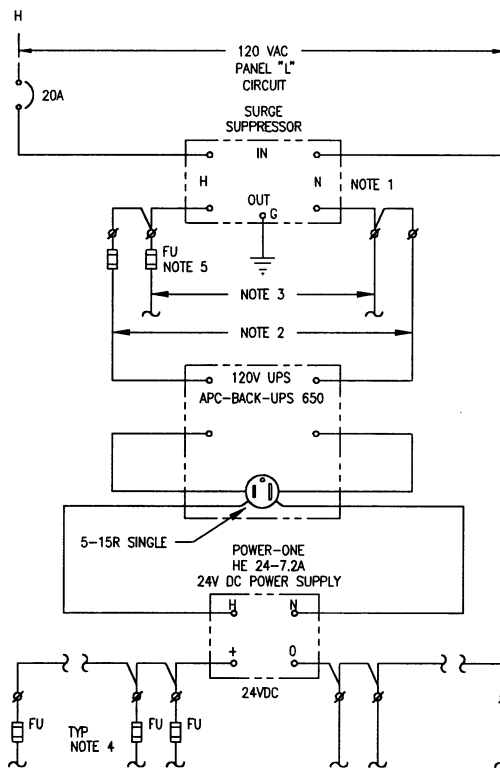 H
120 VAC
PANEL "L"
CIRCUIT
20A
SURGE
SUPPRESSOR
IN
H
N
NOTE 1
OUT
G
FU
NOTE 5
NOTE 3
NOTE 2
120V UPS
APC-BACK-UPS 650
5-15R SINGLE
POWER-ONE
HE 24-7.2A
24V DC POWER SUPPLY
H
N
+
0
24VDC
FU
TYP
NOTE 4
FU
FU